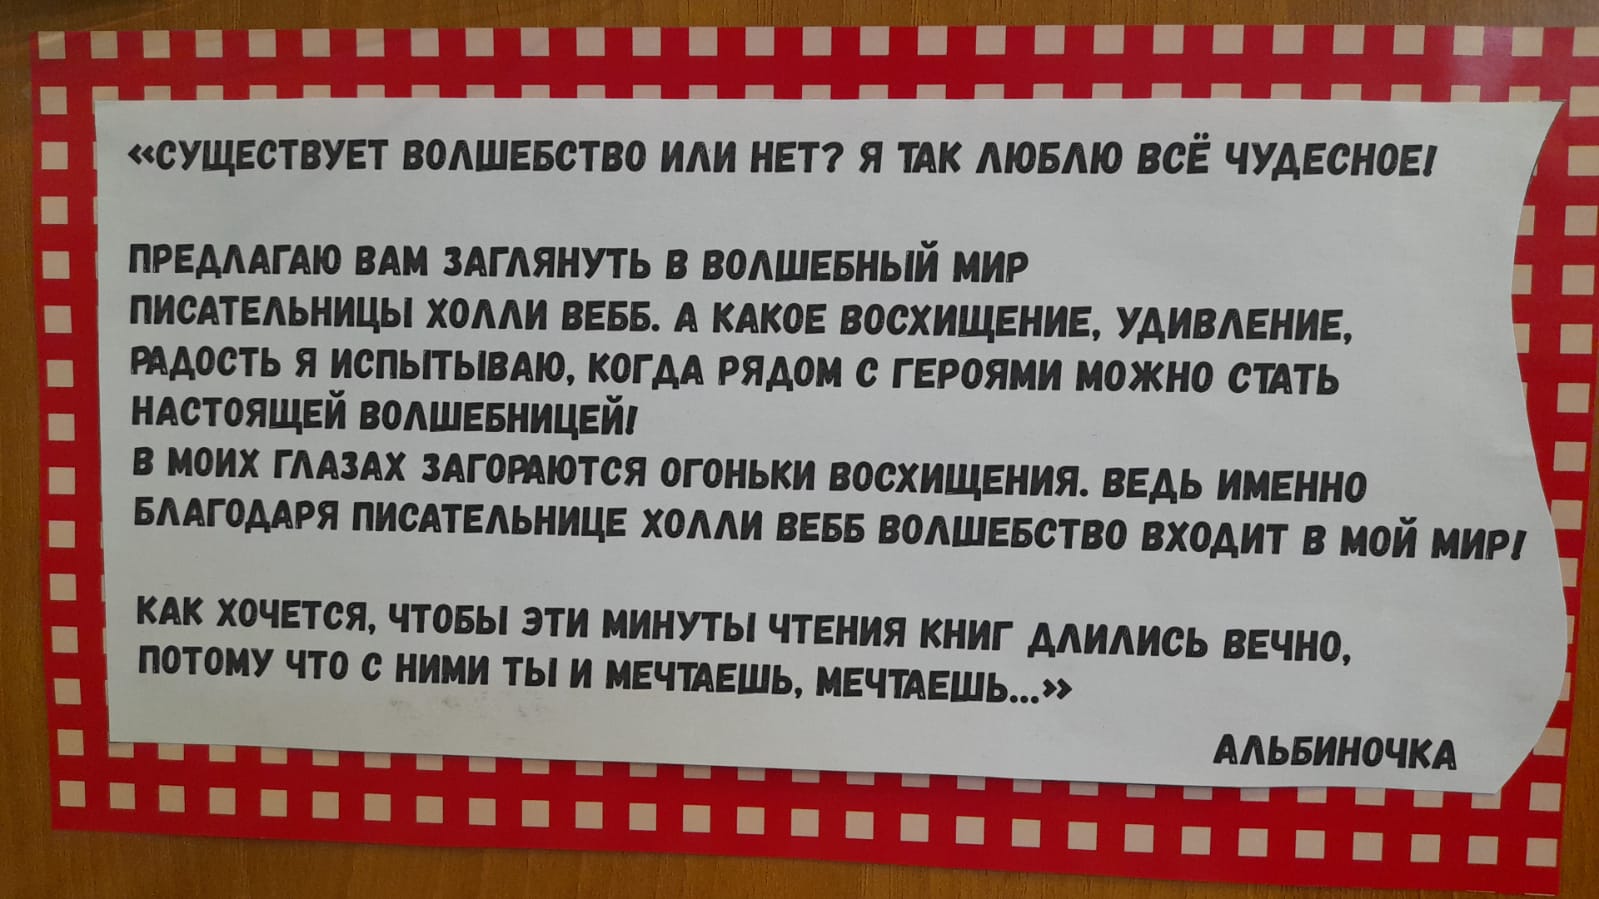 «СУЩЕСТВУЕТ ВОЛШЕБСТВО ИЛИ НЕТ? Я ТАК ЛЮБЛЮ ВСЁ ЧУДЕСНОЕ!
ПРЕДЛАГАЮ ВАМ ЗАГЛЯНУТЬ В ВОЛШЕБНЫЙ МИР
ПИСАТЕЛЬНИЦЫ ХОЛЛИ ВЕББ. А КАКОЕ ВОСХИЩЕНИЕ, УДИВЛЕНИЕ,
РАДОСТЬ Я ИСПЫТЫВАЮ, КОГДА РЯДОМ С ГЕРОЯМИ МОЖНО СТАТЬ
НАСТОЯЩЕЙ ВОЛШЕБНИЦЕЙ!
В МОИХ ГЛАЗАХ ЗАГОРАЮТСЯ ОГОНЬКИ ВОСХИЩЕНИЯ. ВЕДЬ ИМЕННО
БЛАГОДАРЯ ПИСАТЕЛЬНИЦЕ ХОЛЛИ ВЕББ ВОЛШЕБСТВО ВХОДИТ В МОЙ МИР!
КАК ХОЧЕТСЯ, ЧТОБЫ ЭТИ МИНУТЫ ЧТЕНИЯ КНИГ ДЛИЛИСЬ ВЕЧНО,
ПОТОМУ ЧТО С НИМИ ТЫ И МЕЧТАЕШЬ, МЕЧТАЕШЬ...»
АЛЬБИНОЧКА